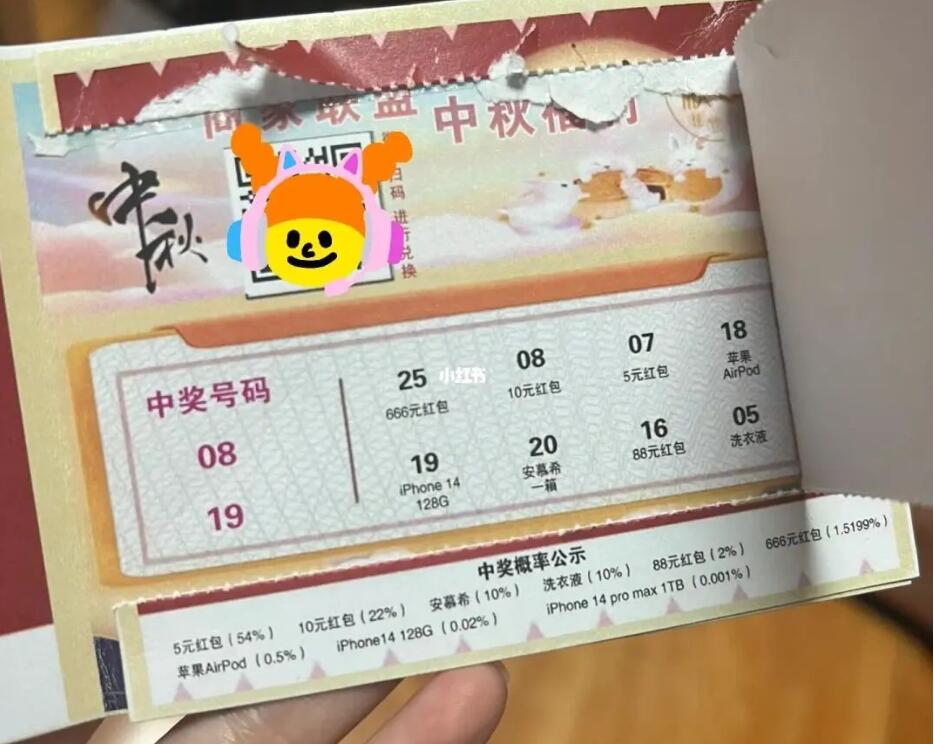 商家联盟 中秋福利
中秋
扫码进行兑换
中奖号码
08
19
25 08 07 18
666元红包 10元红包 5元红包 苹果
AirPod
小红书
19 20 16 05
iPhone 14 安慕希 88元红包 洗衣液
128G 一箱
中奖概率公示
5元红包(54%) 10元红包(22%) 安慕希(10%) 洗衣液(10%) 88元红包(2%) 666元红包(1.5199%)
苹果AirPod(0.5%) iPhone14 128G(0.02%) iPhone 14 pro max 1TB(0.001%)